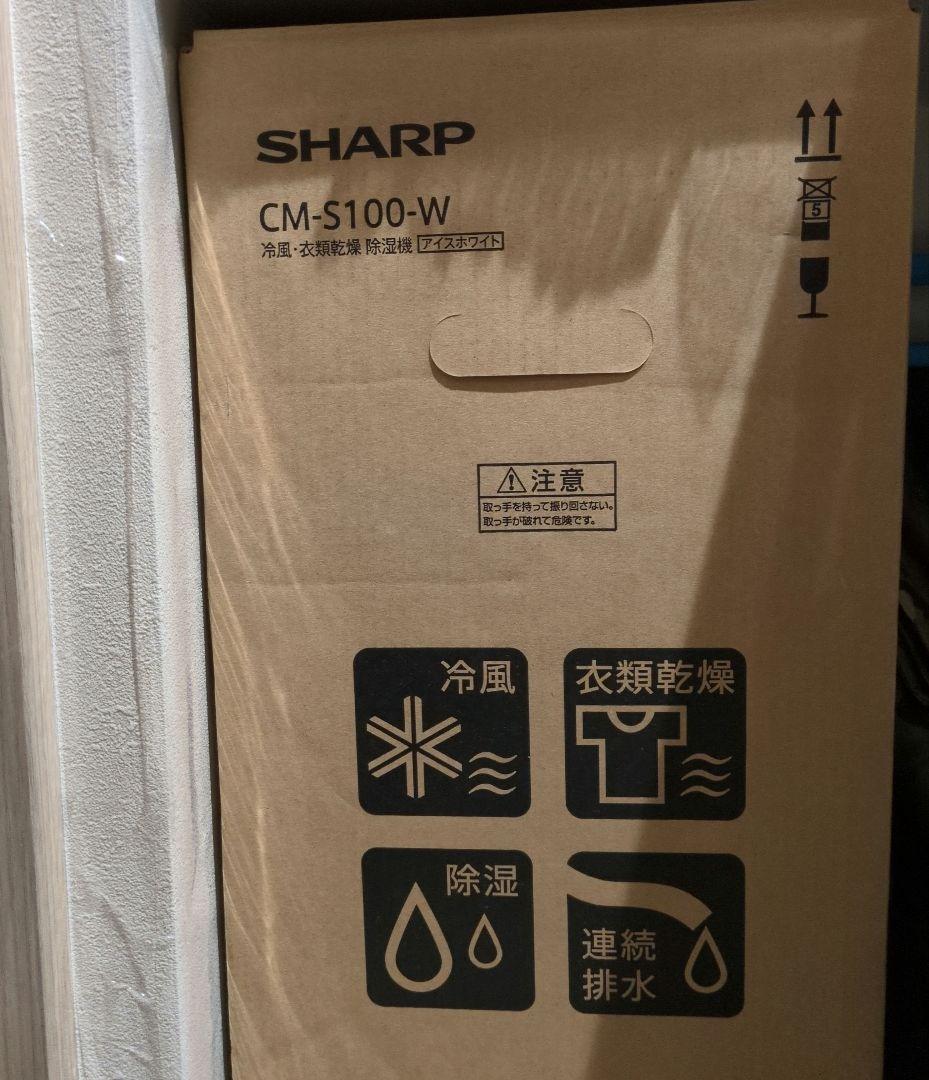 SHARP
CM-S100-W
冷風・衣類乾燥 除湿機 アイスホワイト
5
注意
取っ手を持って振り回さない。
取っ手が破れて危険です。
冷風
衣類乾燥
除湿
連続
排水